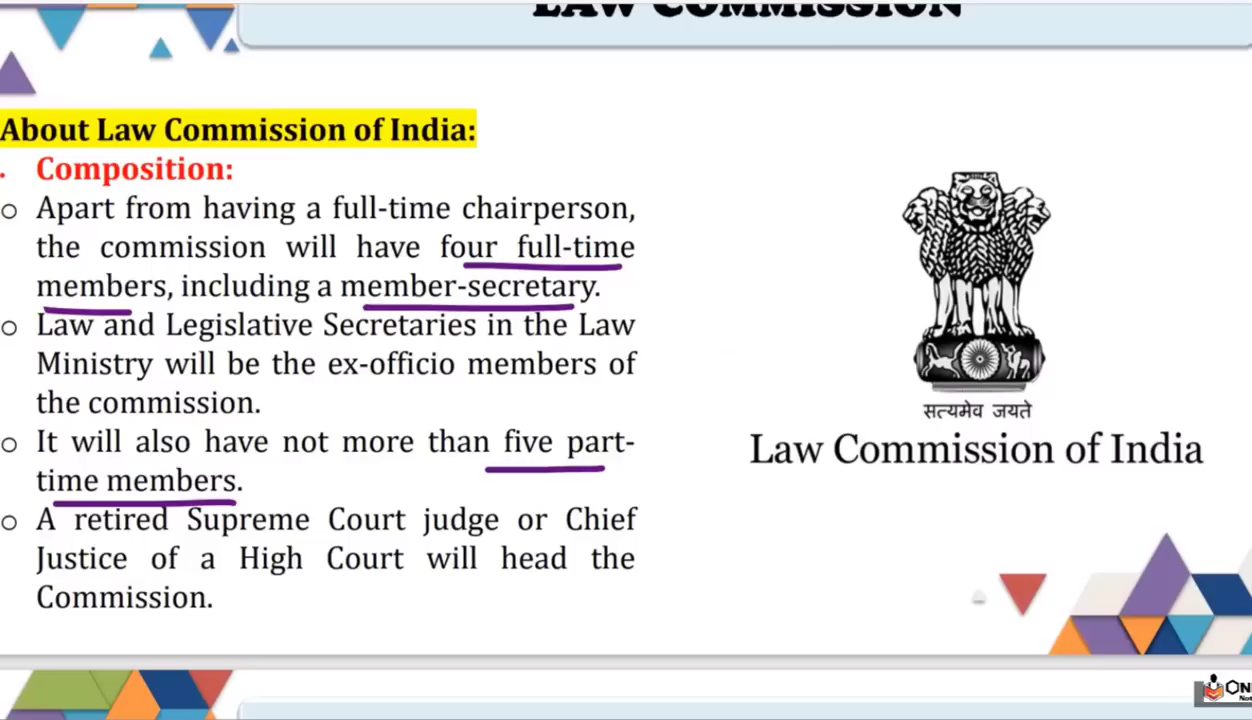 LAW COMMISSION
About Law Commission of India:
Composition:
o Apart from having a full-time chairperson,
the commission will have four full-time
members, including a member-secretary.
o Law and Legislative Secretaries in the Law
Ministry will be the ex-officio members of
the commission.
o It will also have not more than five part-
time members.
o A retired Supreme Court judge or Chief
Justice of a High Court will head the
Commission.
सत्यमेव जयते
Law Commission of India